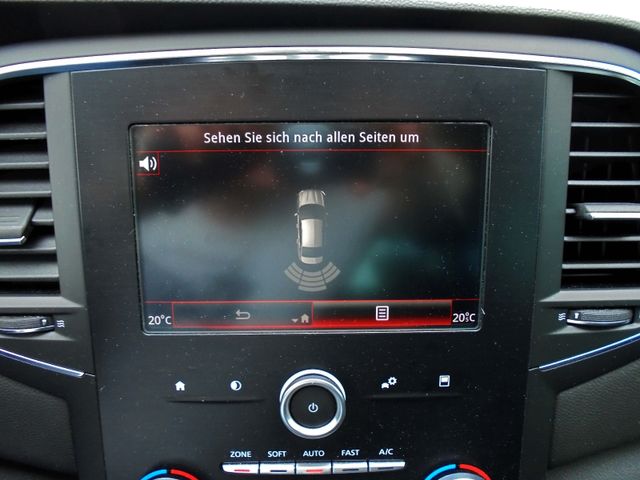 Sehen Sie sich nach allen Seiten um
20°C 20°C
ZONE SOFT AUTO FAST A/C